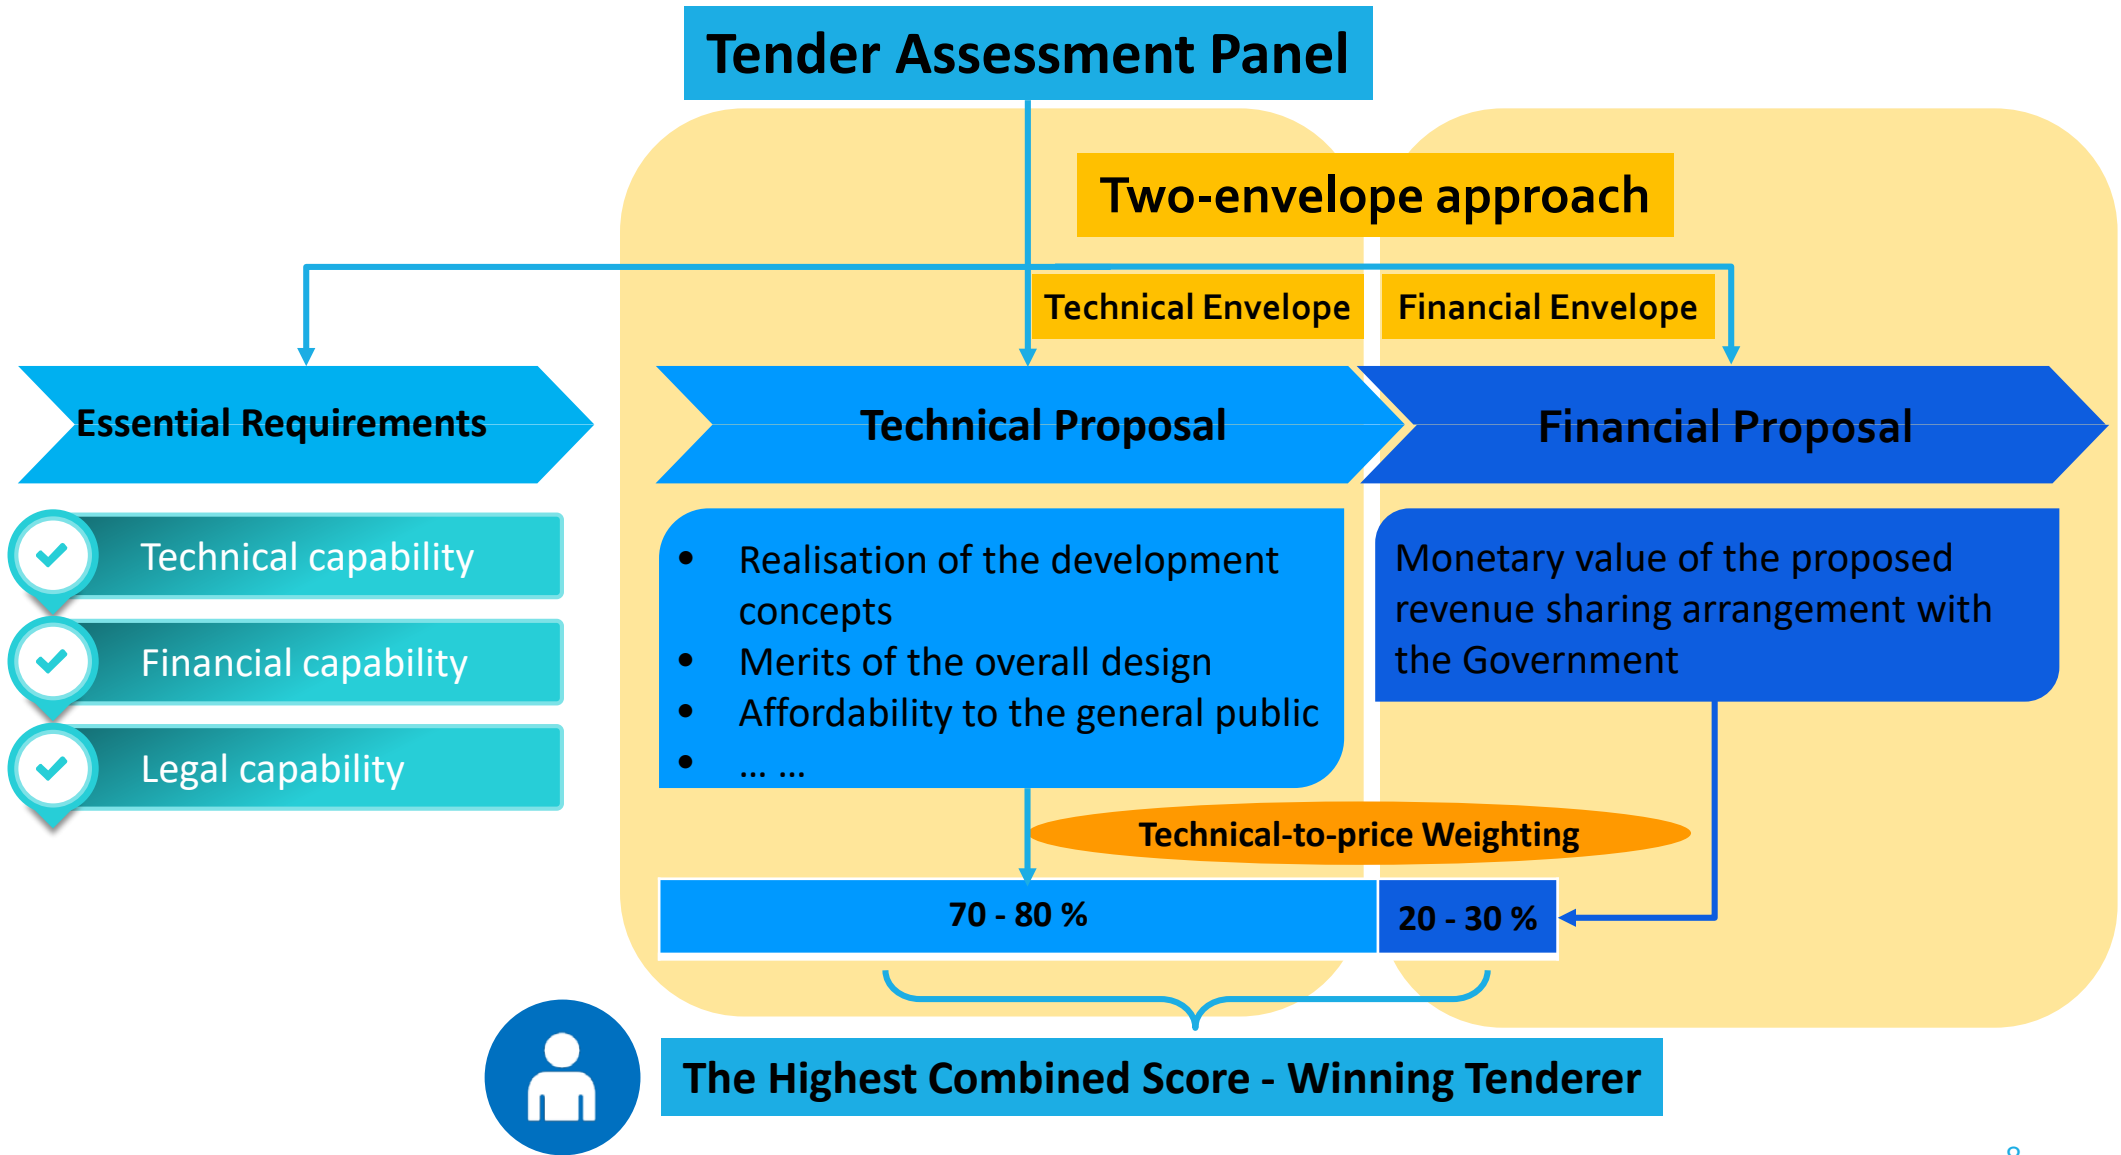 Tender Assessment Panel
Two-envelope approach
Technical Envelope
Financial Envelope
Essential Requirements
Technical Proposal
Financial Proposal
Technical capability
Financial capability
Legal capability
• Realisation of the development
concepts
• Merits of the overall design
• Affordability to the general public
• ... ...
Monetary value of the proposed
revenue sharing arrangement with
the Government
Technical-to-price Weighting
70 - 80 %
20 - 30 %
The Highest Combined Score - Winning Tenderer